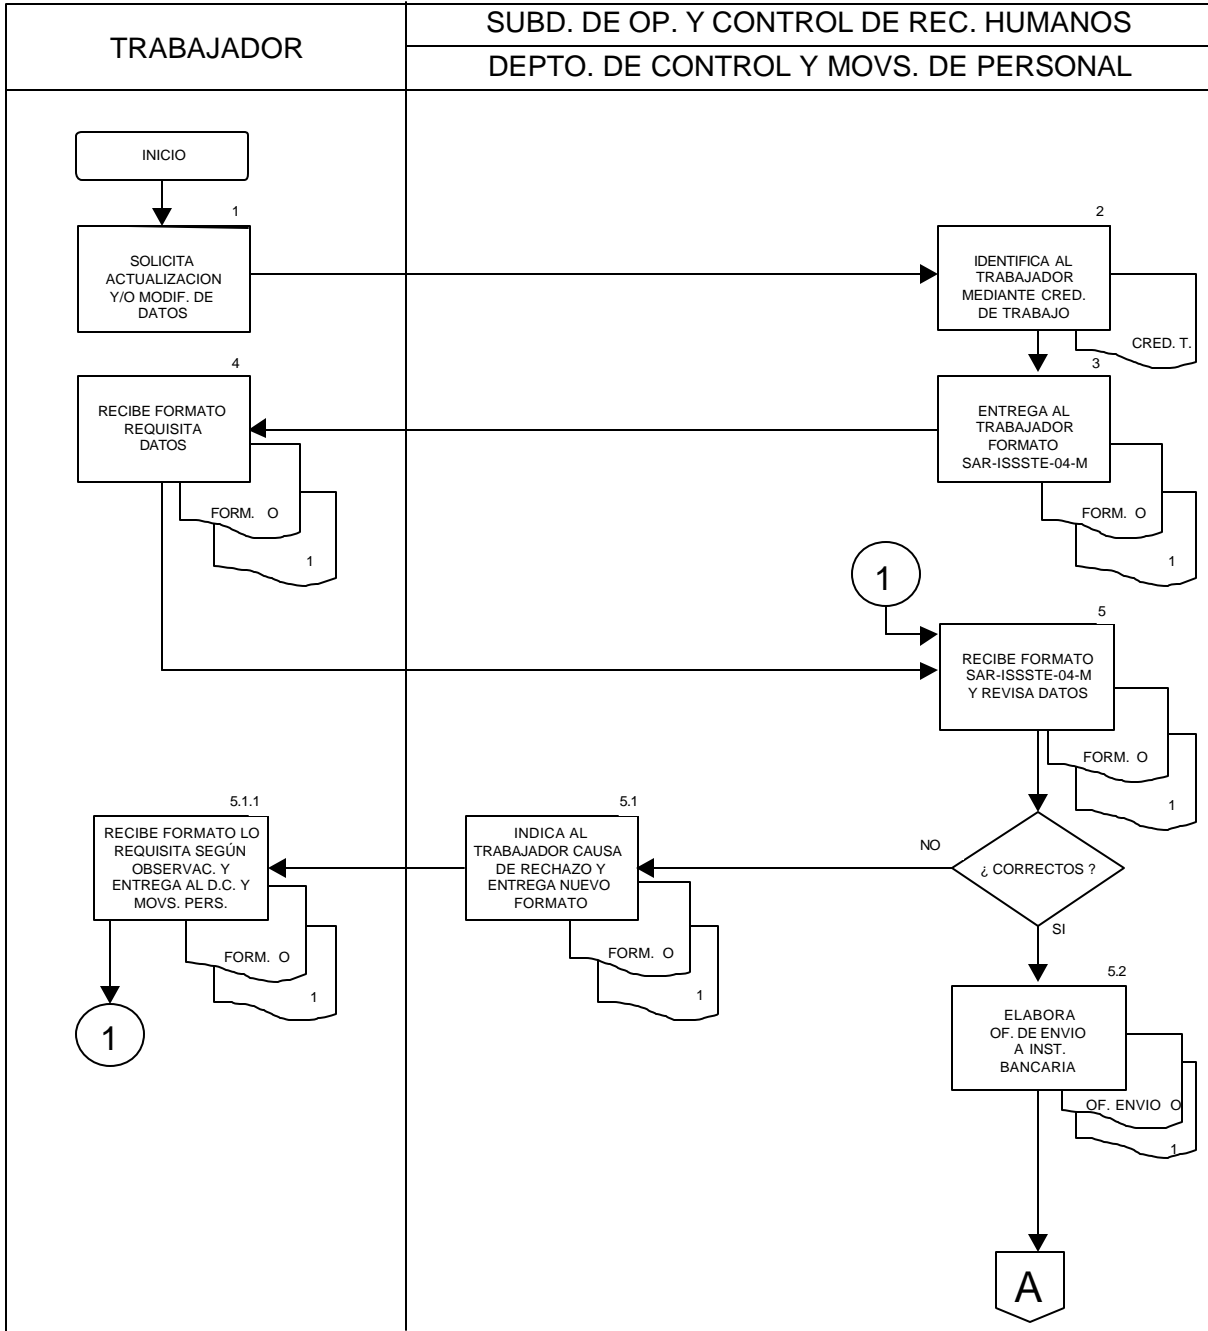 TRABAJADOR
SUBD. DE OP. Y CONTROL DE REC. HUMANOS
DEPTO. DE CONTROL Y MOVS. DE PERSONAL
INICIO
1
SOLICITA
ACTUALIZACION
Y/O MODIF. DE
DATOS
2
IDENTIFICA AL
TRABAJADOR
MEDIANTE CRED.
DE TRABAJO
CRED. T.
3
ENTREGA AL
TRABAJADOR
FORMATO
SAR-ISSSTE-04-M
FORM. O
1
4
RECIBE FORMATO
REQUISITA
DATOS
FORM. O
1
1
5
RECIBE FORMATO
SAR-ISSSTE-04-M
Y REVISA DATOS
FORM. O
1
¿ CORRECTOS ?
NO
SI
5.1
INDICA AL
TRABAJADOR CAUSA
DE RECHAZO Y
ENTREGA NUEVO
FORMATO
FORM. O
1
5.1.1
RECIBE FORMATO LO
REQUISITA SEGÚN
OBSERVAC. Y
ENTREGA AL D.C. Y
MOVS. PERS.
FORM. O
1
1
5.2
ELABORA
OF. DE ENVIO
A INST.
BANCARIA
OF. ENVIO O
1
A